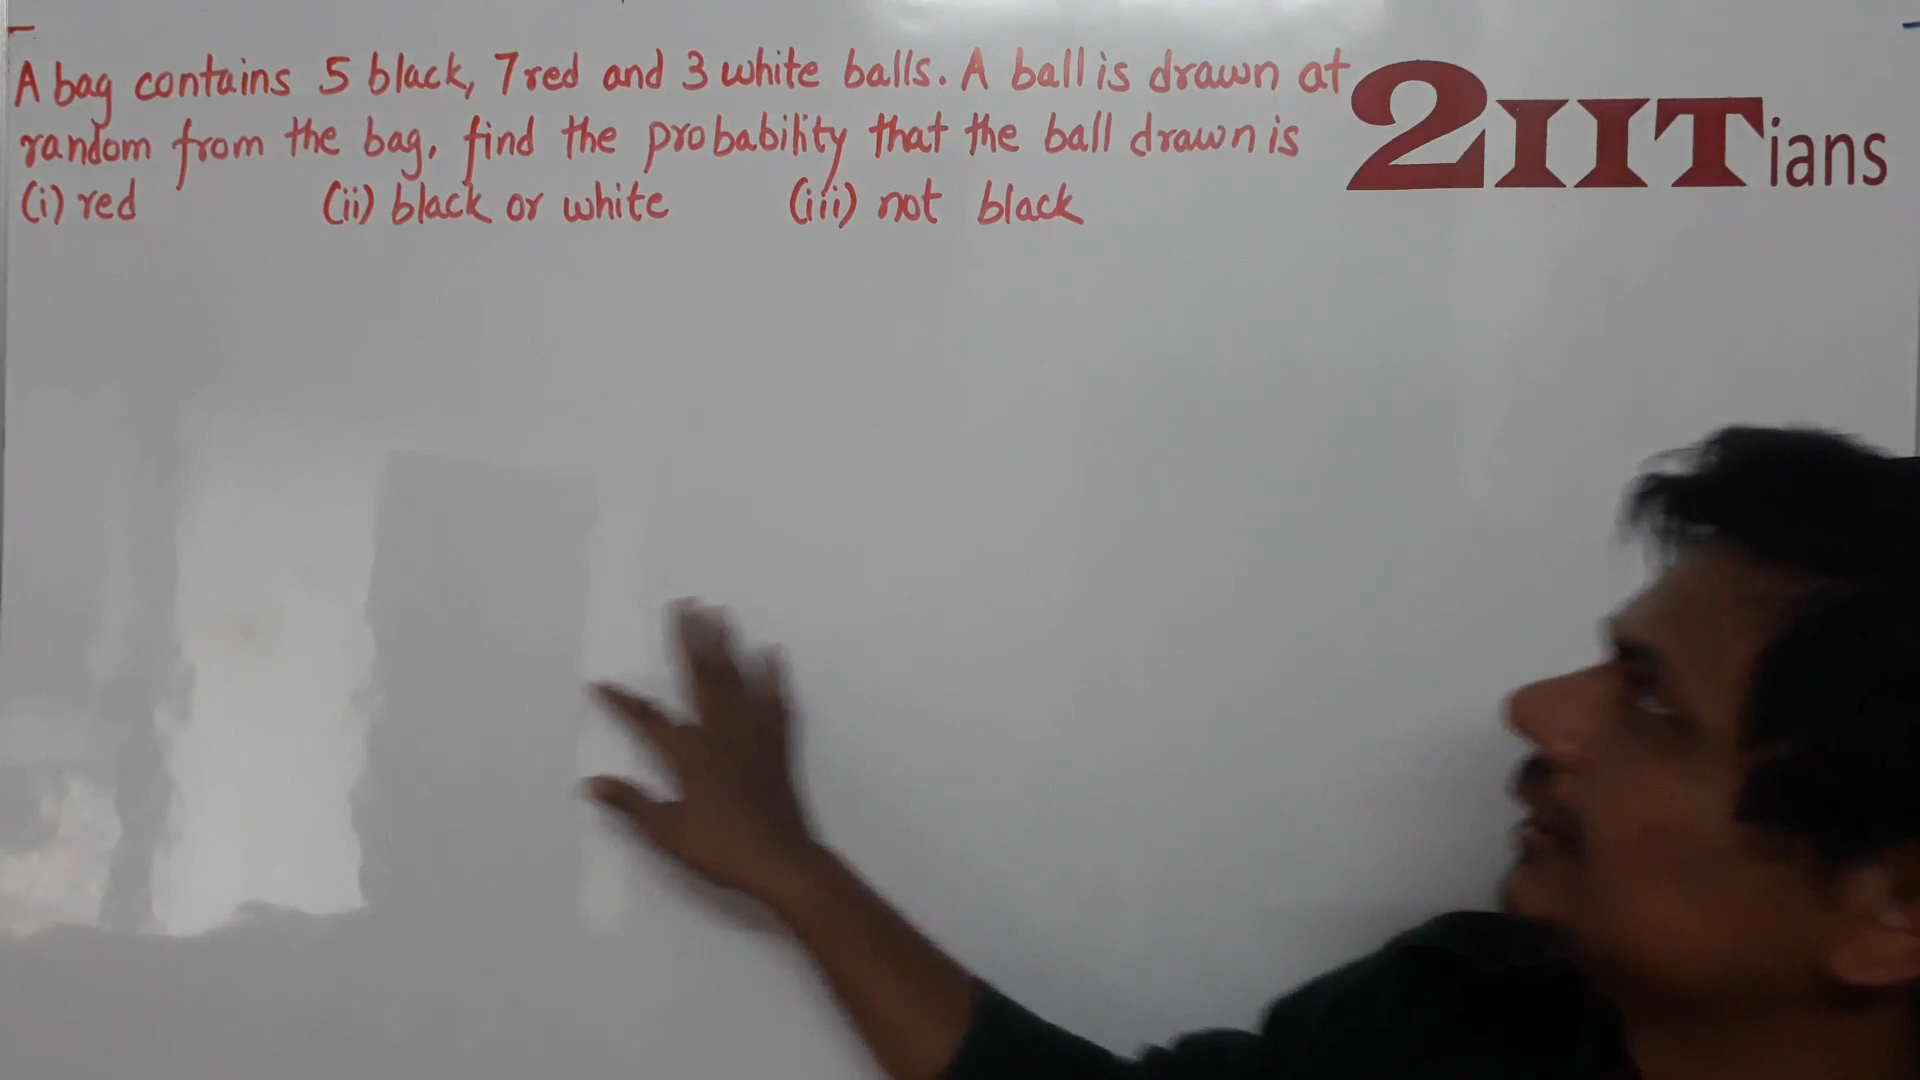 A bag contains 5 black, 7 red and 3 white balls. A ball is drawn at
random from the bag, find the probability that the ball drawn is
(i) red (ii) black or white (iii) not black
2IITians